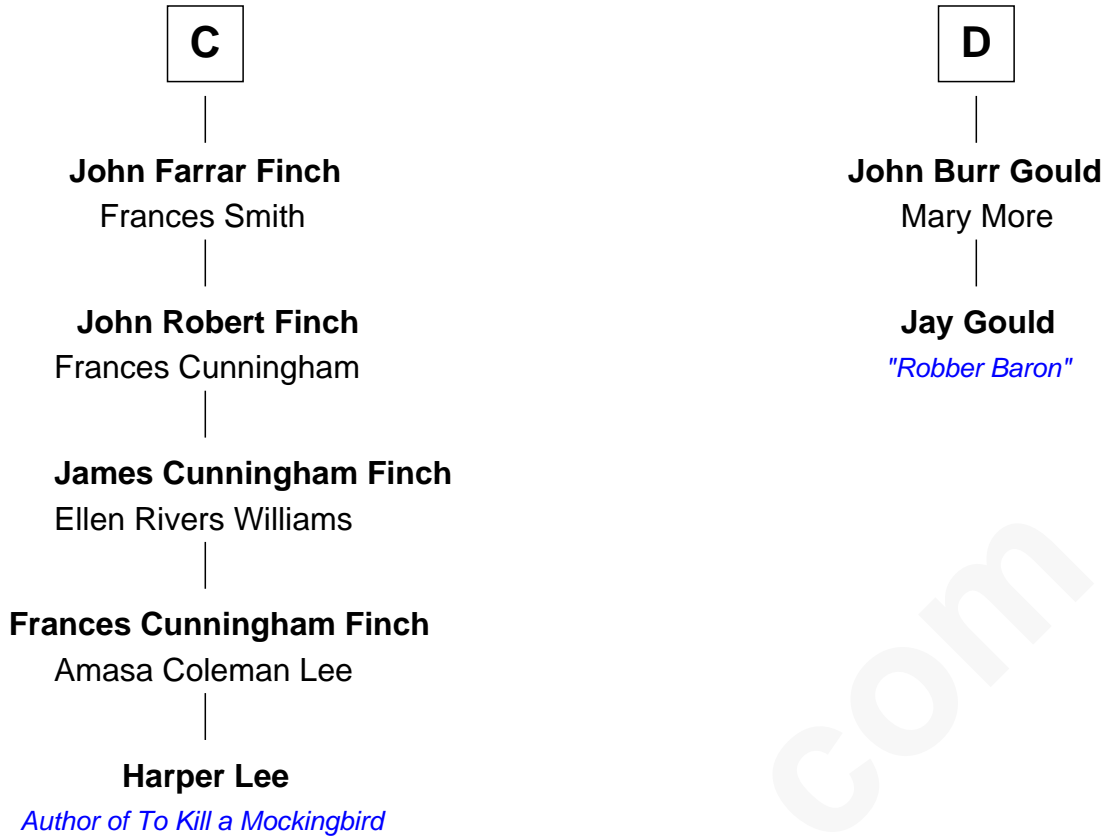 C
John Farrar Finch
Frances Smith
John Robert Finch
Frances Cunningham
James Cunningham Finch
Ellen Rivers Williams
Frances Cunningham Finch
Amasa Coleman Lee
Harper Lee
Author of To Kill a Mockingbird
D
John Burr Gould
Mary More
Jay Gould
"Robber Baron"
com